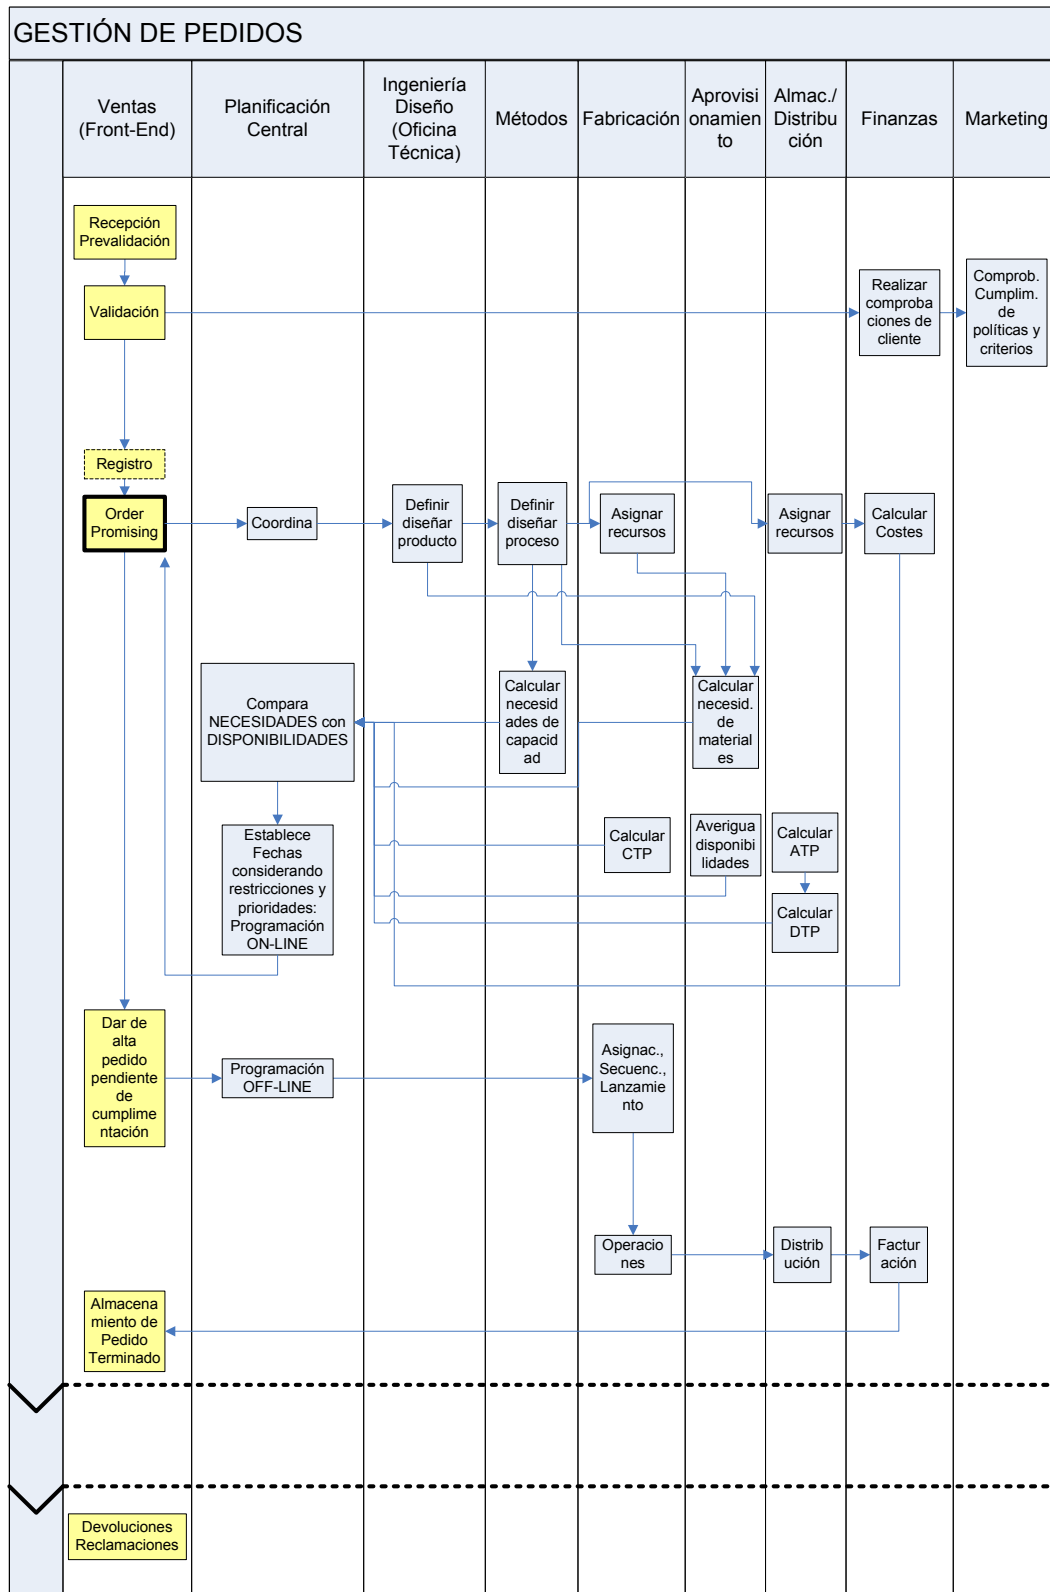 GESTIÓN DE PEDIDOS
Ventas
(Front-End)
Planificación
Central
Ingeniería
Diseño
(Oficina
Técnica)
Métodos
Fabricación
Aprovisi
onamien
to
Almac./
Distribu
ción
Finanzas
Marketing
Recepción
Prevalidación
Validación
Realizar
comproba
ciones de
cliente
Comprob.
Cumplim.
de
políticas y
criterios
Registro
Order
Promising
Coordina
Definir
diseñar
producto
Definir
diseñar
proceso
Asignar
recursos
Asignar
recursos
Calcular
Costes
Compara
NECESIDADES con
DISPONIBILIDADES
Calcular
necesid
ades de
capacid
ad
Calcular
necesid.
de
material
es
Establece
Fechas
considerando
restricciones y
prioridades:
Programación
ON-LINE
Calcular
CTP
Averigua
disponibi
lidades
Calcular
ATP
Calcular
DTP
Dar de
alta
pedido
pendiente
de
cumplime
ntación
Programación
OFF-LINE
Asignac.,
Secuenc.,
Lanzamie
nto
Operacio
nes
Distrib
ución
Factur
ación
Almacena
miento de
Pedido
Terminado
Devoluciones
Reclamaciones